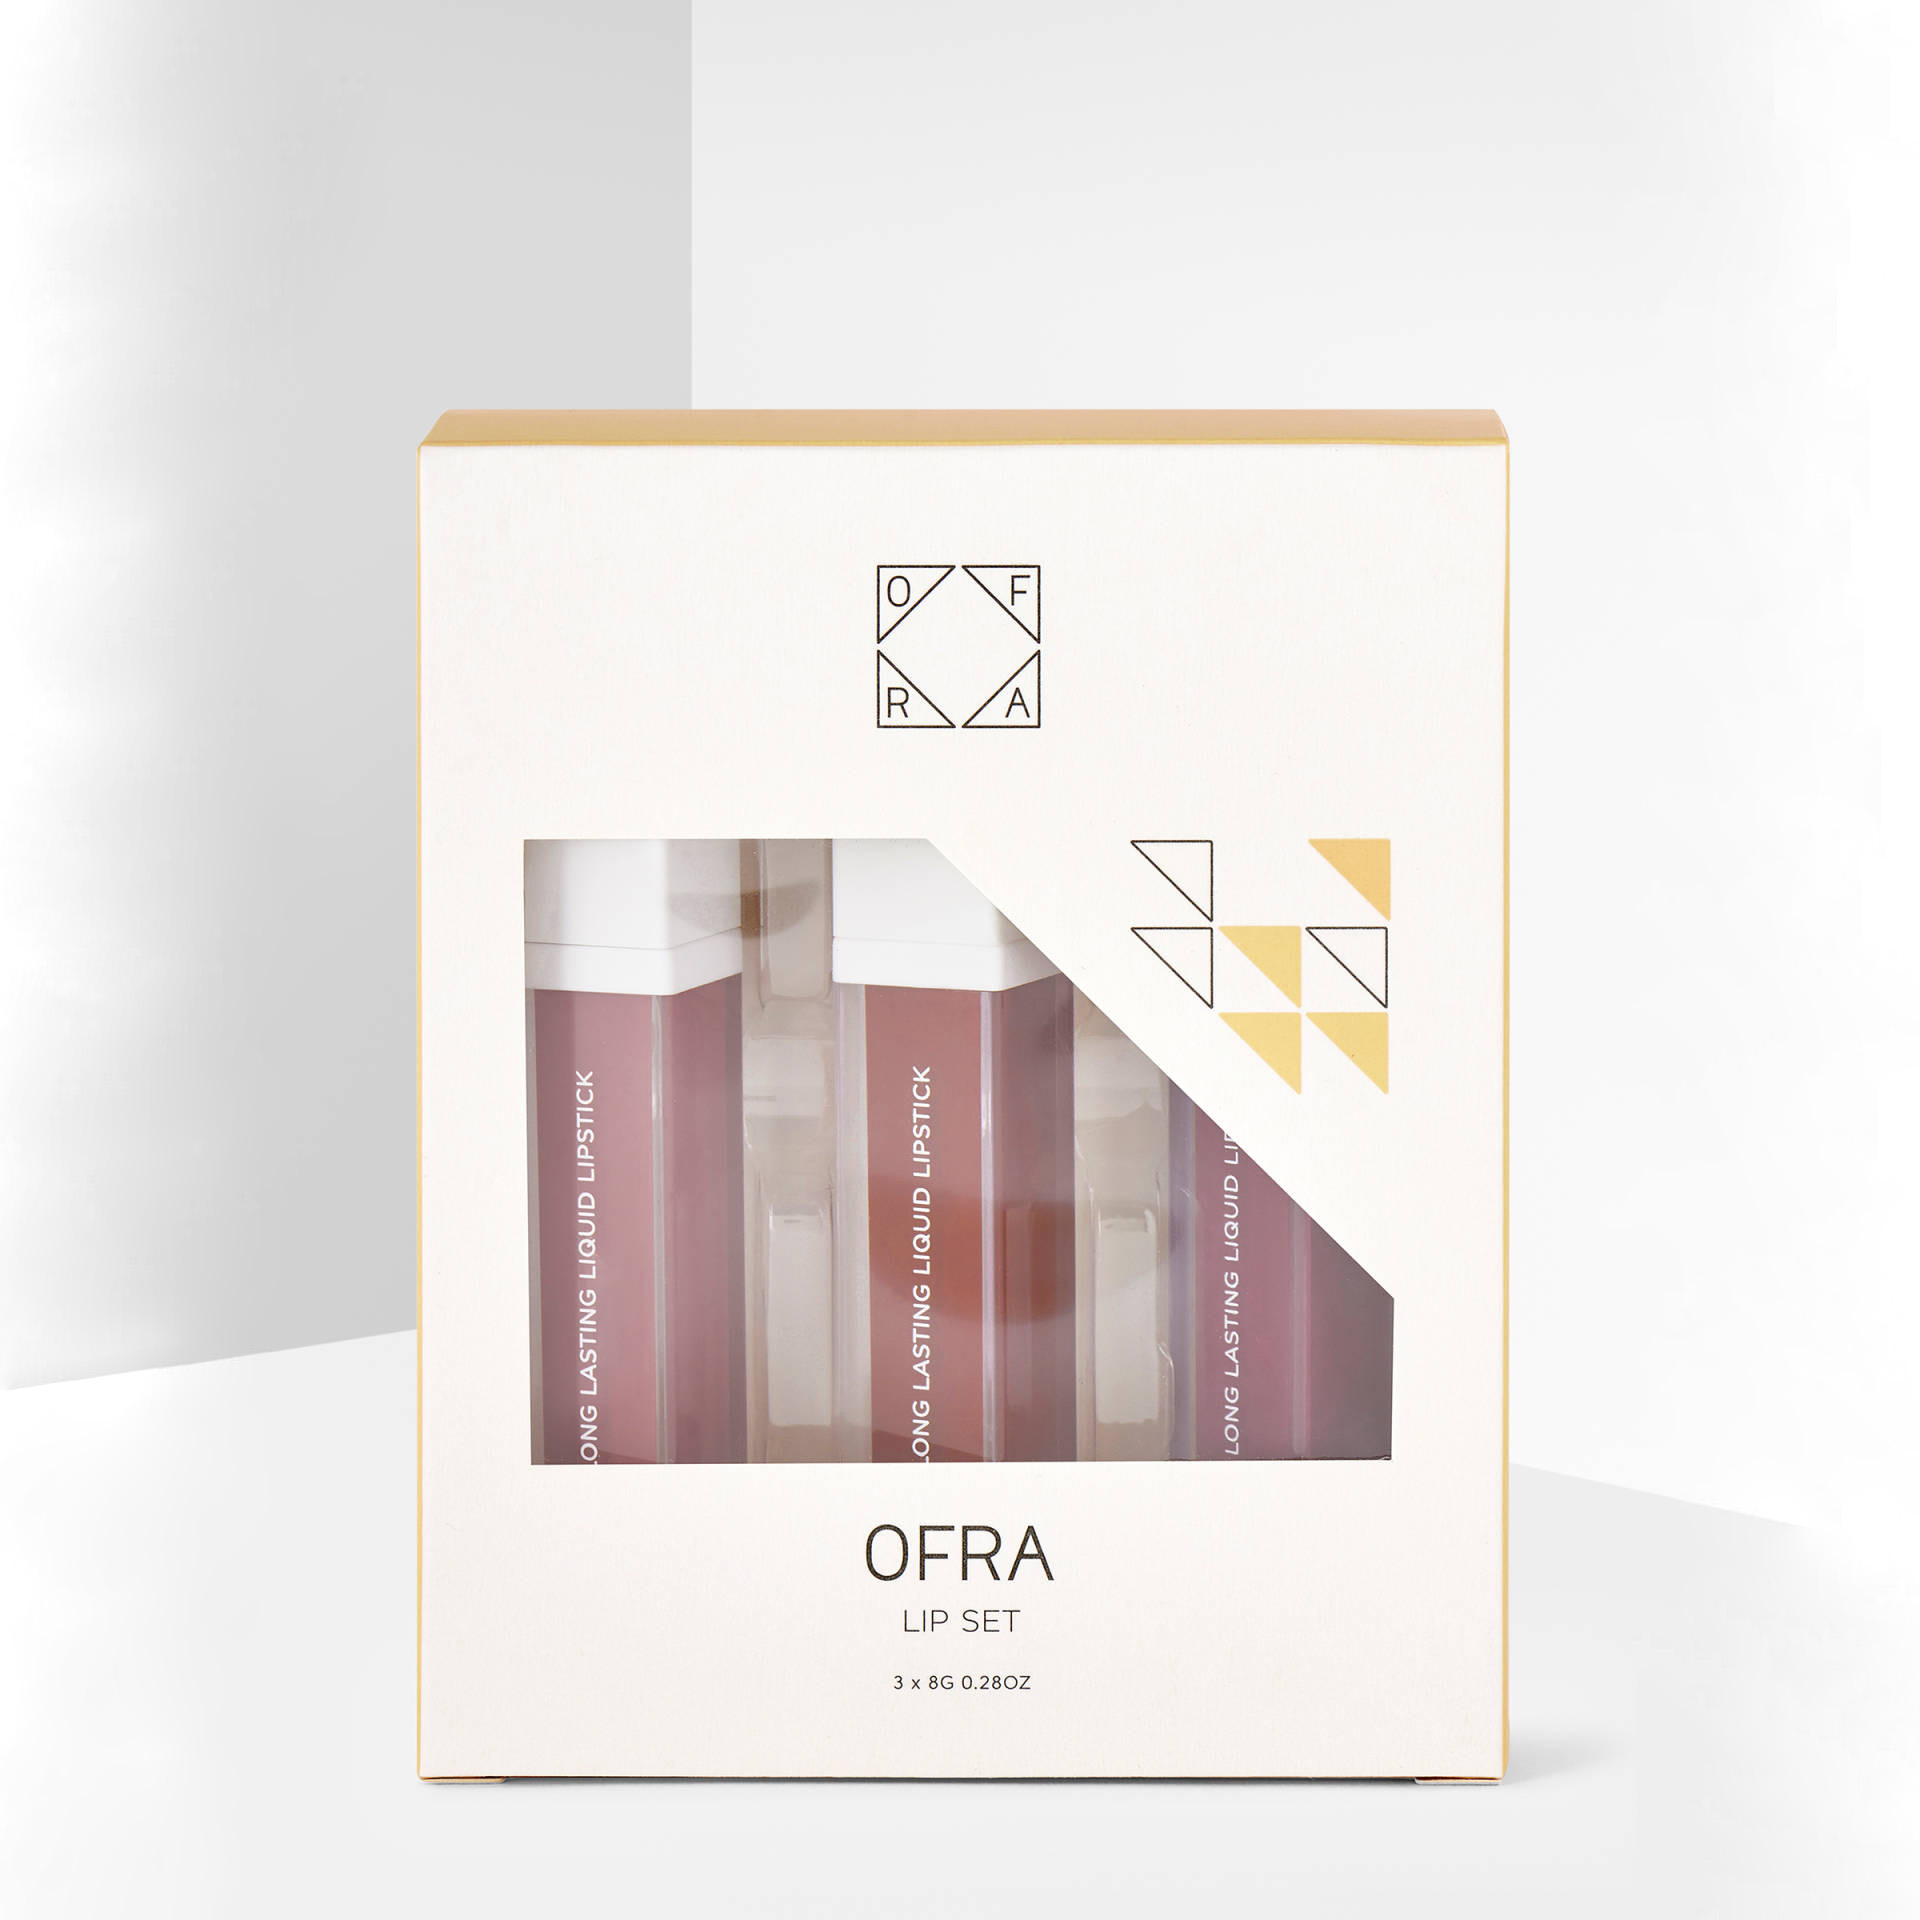 O F
R A
LONG LASTING LIQUID LIPSTICK
LONG LASTING LIQUID LIPSTICK
LONG LASTING LIQUID
OFRA
LIP SET
3 x 8G 0.28OZ